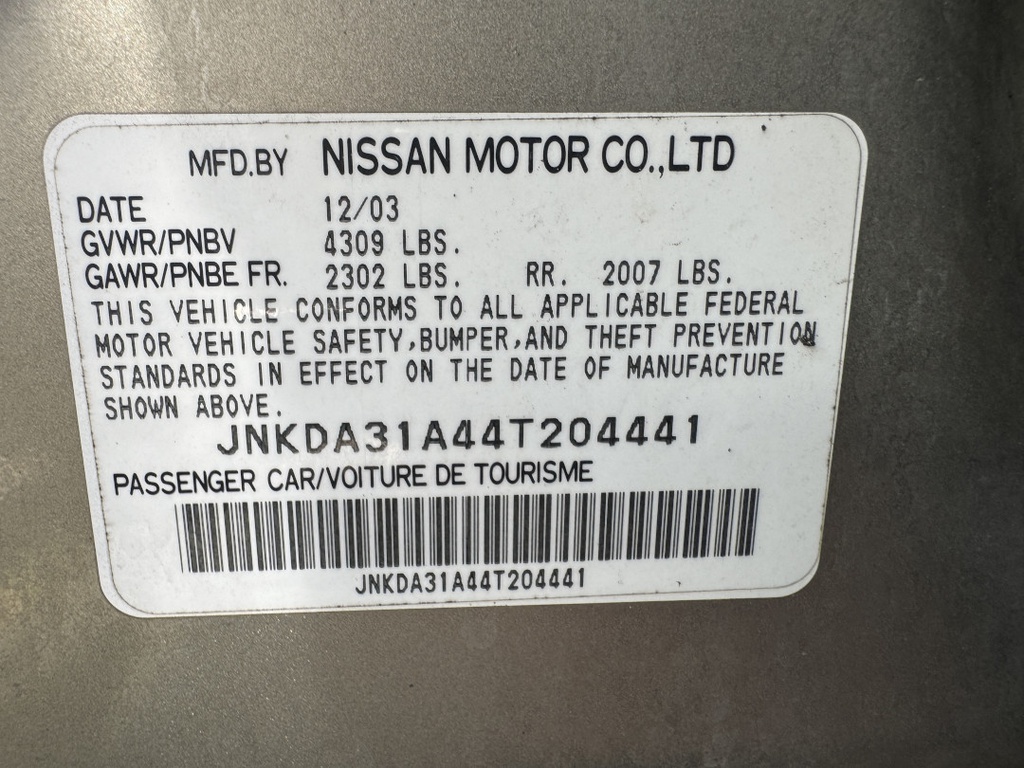 MFD.BY NISSAN MOTOR CO.,LTD
DATE 12/03
GVWR/PNBV 4309 LBS.
GAWR/PNBE FR. 2302 LBS. RR. 2007 LBS.
THIS VEHICLE CONFORMS TO ALL APPLICABLE FEDERAL
MOTOR VEHICLE SAFETY,BUMPER,AND THEFT PREVENTION
STANDARDS IN EFFECT ON THE DATE OF MANUFACTURE
SHOWN ABOVE.
JNKDA31A44T204441
PASSENGER CAR/VOITURE DE TOURISME
JNKDA31A44T204441